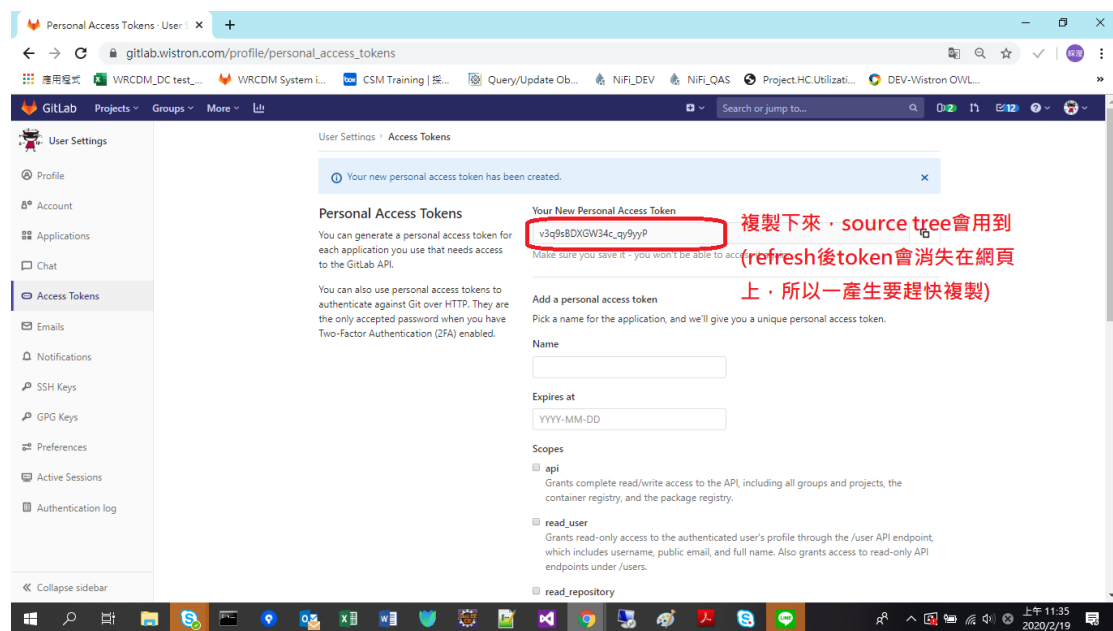 Personal Access Tokens · User S
gitlab.wistron.com/profile/personal_access_tokens
應用程式 WRCDM_DC test_... WRCDM System i... CSM Training | 採... Query/Update Ob... NiFi_DEV NiFi_QAS Project.HC.Utilizati... DEV-Wistron OWL... »
GitLab Projects Groups More Search or jump to... 2 12
User Settings
Profile
Account
Applications
Chat
Access Tokens
Emails
Notifications
SSH Keys
GPG Keys
Preferences
Active Sessions
Authentication log
Collapse sidebar
User Settings › Access Tokens
Your new personal access token has been created.
Personal Access Tokens
You can generate a personal access token for
each application you use that needs access
to the GitLab API.
You can also use personal access tokens to
authenticate against Git over HTTP. They are
the only accepted password when you have
Two-Factor Authentication (2FA) enabled.
Your New Personal Access Token
v3q9sBDXGW34c_qy9yyP
Make sure you save it - you won't be able to access it again.
複製下來，source tree會用到
(refresh後token會消失在網頁
上，所以一產生要趕快複製)
Add a personal access token
Pick a name for the application, and we'll give you a unique personal access token.
Name
Expires at
YYYY-MM-DD
Scopes
api
Grants complete read/write access to the API, including all groups and projects, the
container registry, and the package registry.
read_user
Grants read-only access to the authenticated user's profile through the /user API endpoint,
which includes username, public email, and full name. Also grants access to read-only API
endpoints under /users.
read_repository
上午 11:35
2020/2/19